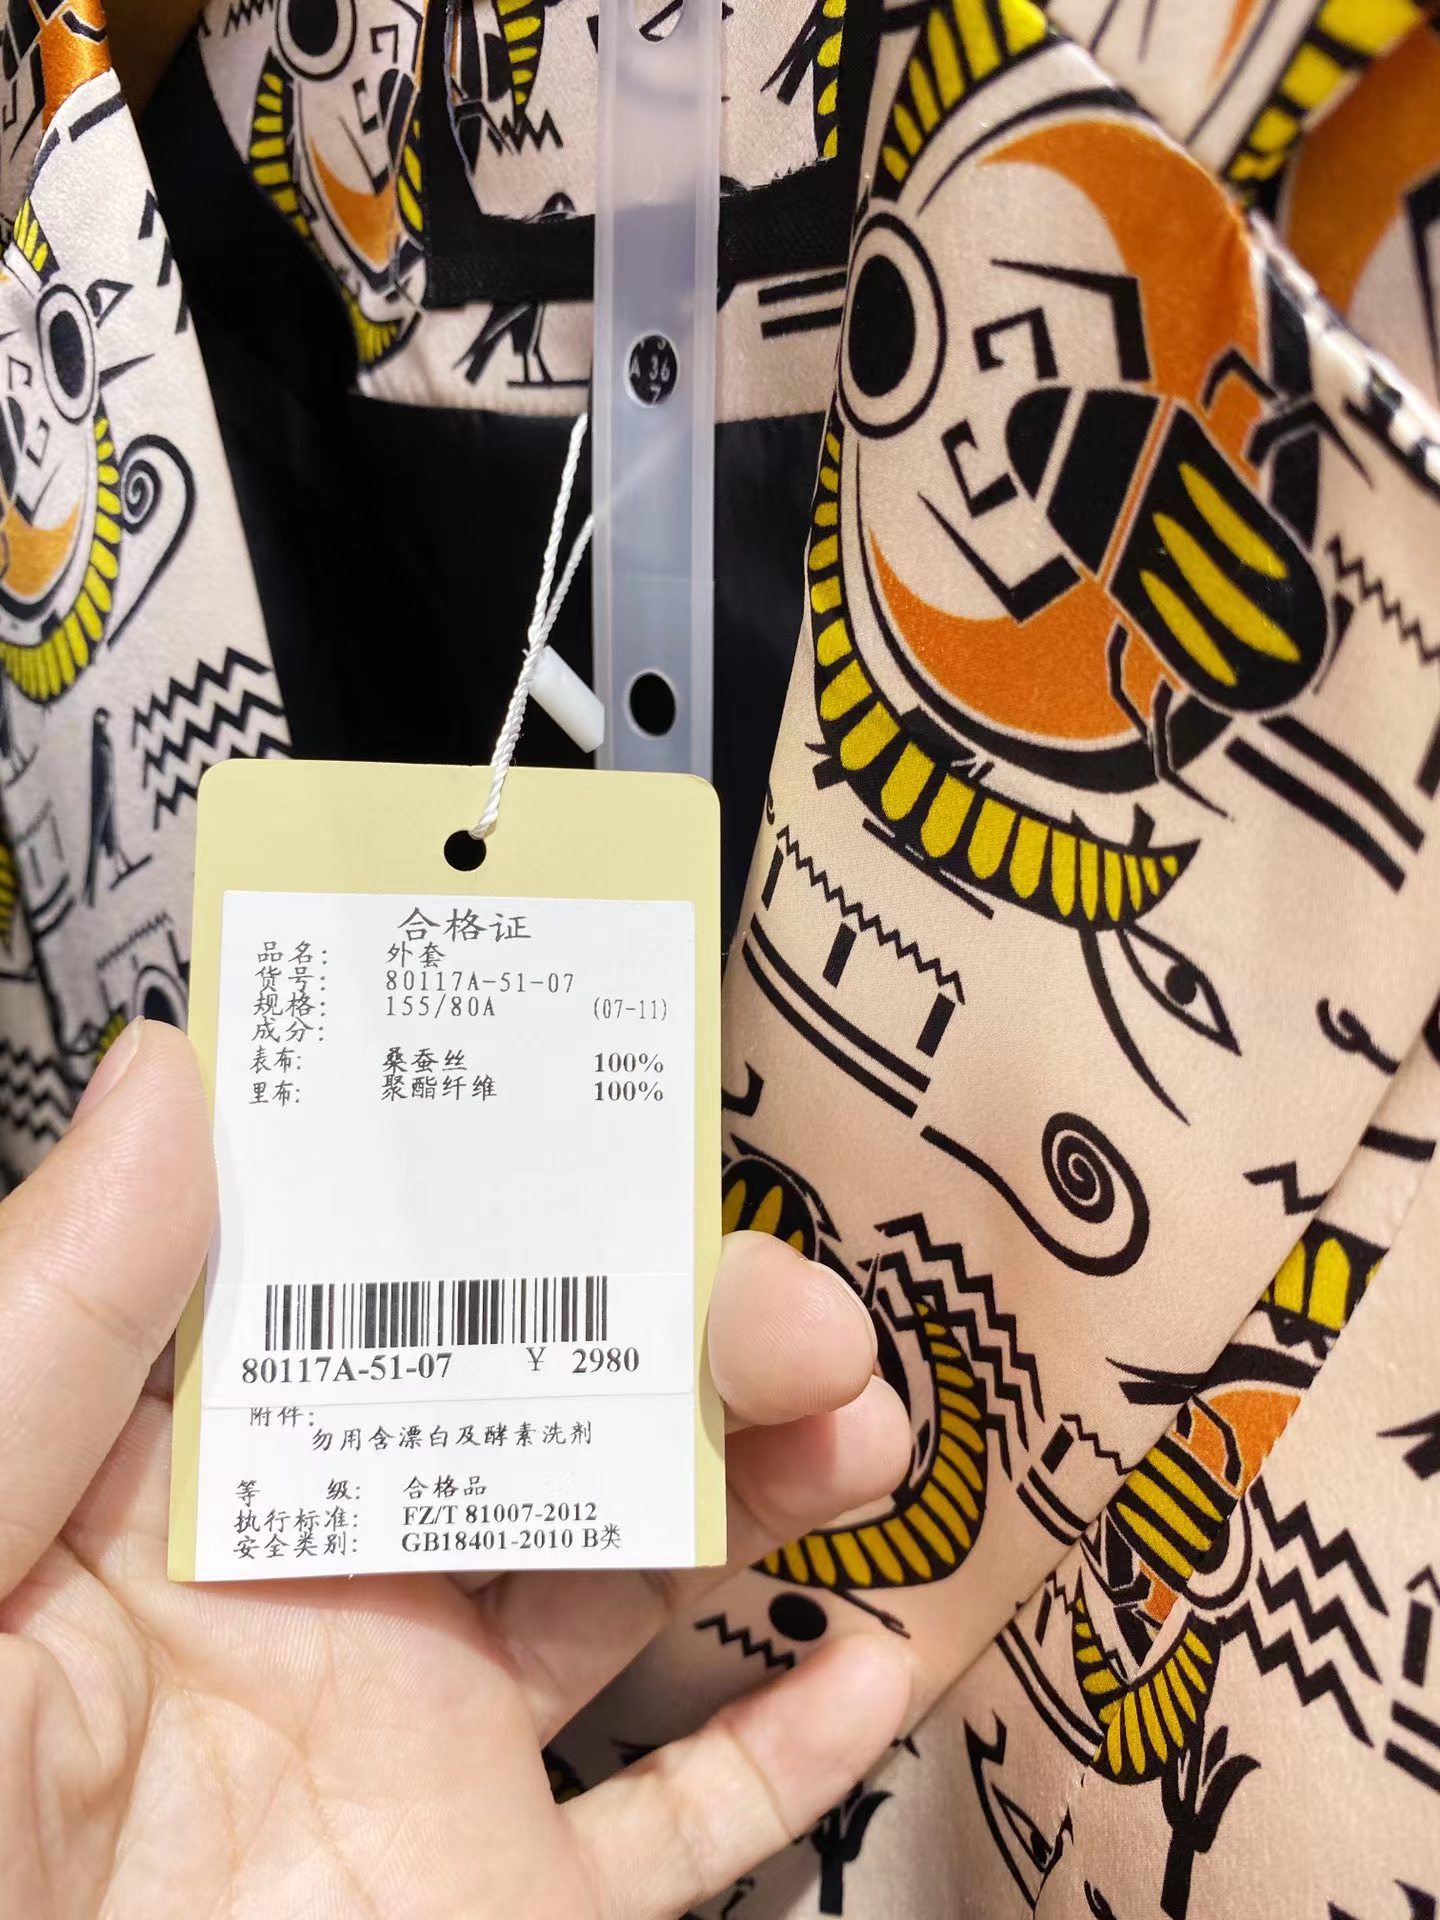 A 36
7
合格证
品名: 外套
货号: 80117A-51-07
规格: 155/80A (07-11)
成分:
表布: 桑蚕丝 100%
里布: 聚酯纤维 100%
80117A-51-07 ¥ 2980
附件:
勿用含漂白及酵素洗剂
等 级: 合格品
执行标准: FZ/T 81007-2012
安全类别: GB18401-2010 B类